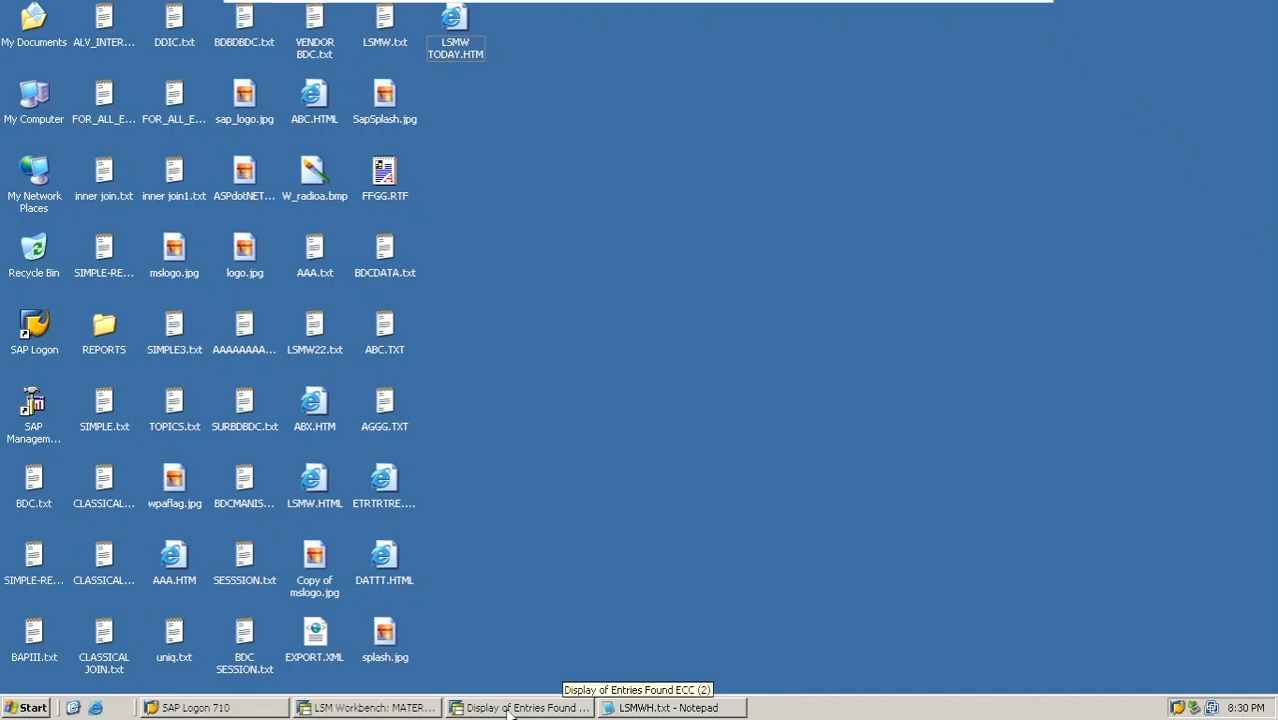 My Documents
ALV_INTER...
DDIC.txt
BDBDBDC.txt
VENDOR
BDC.txt
LSMW.txt
LSMW
TODAY.HTM
My Computer
FOR_ALL_E...
FOR_ALL_E...
sap_logo.jpg
ABC.HTML
SapSplash.jpg
My Network
Places
inner join.txt
inner join1.txt
ASPdotNET...
W_radioa.bmp
FFGG.RTF
Recycle Bin
SIMPLE-RE...
mslogo.jpg
logo.jpg
AAA.txt
BDCDATA.txt
SAP Logon
REPORTS
SIMPLE3.txt
AAAAAAAA...
LSMW22.txt
ABC.TXT
SAP
Managem...
SIMPLE.txt
TOPICS.txt
SURBDBDC.txt
ABX.HTM
AGGG.TXT
BDC.txt
CLASSICAL...
wpaflag.jpg
BDCMANIS...
LSMW.HTML
ETRTRTRE....
SIMPLE-RE...
CLASSICAL...
AAA.HTM
SESSSION.txt
Copy of
mslogo.jpg
DATTT.HTML
BAPIII.txt
CLASSICAL
JOIN.txt
uniq.txt
BDC
SESSION.txt
EXPORT.XML
splash.jpg
Display of Entries Found ECC (2)
Start
SAP Logon 710
LSM Workbench: MATER...
Display of Entries Found ...
LSMWH.txt - Notepad
8:30 PM